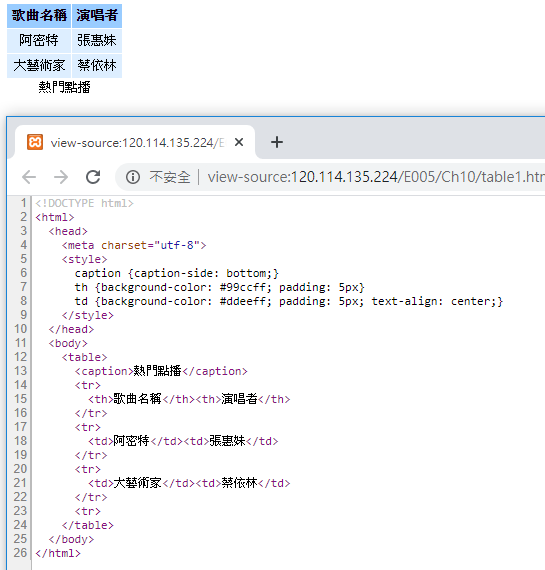 歌曲名稱 演唱者
阿密特 張惠妹
大藝術家 蔡依林
熱門點播
view-source:120.114.135.224/E
不安全 | view-source:120.114.135.224/E005/Ch10/table1.htm
1 <!DOCTYPE html>
2 <html>
3 <head>
4 <meta charset="utf-8">
5 <style>
6 caption {caption-side: bottom;}
7 th {background-color: #99ccff; padding: 5px}
8 td {background-color: #ddeeff; padding: 5px; text-align: center;}
9 </style>
10 </head>
11 <body>
12 <table>
13 <caption>熱門點播</caption>
14 <tr>
15 <th>歌曲名稱</th><th>演唱者</th>
16 </tr>
17 <tr>
18 <td>阿密特</td><td>張惠妹</td>
19 </tr>
20 <tr>
21 <td>大藝術家</td><td>蔡依林</td>
22 </tr>
23 <tr>
24 </table>
25 </body>
26 </html>